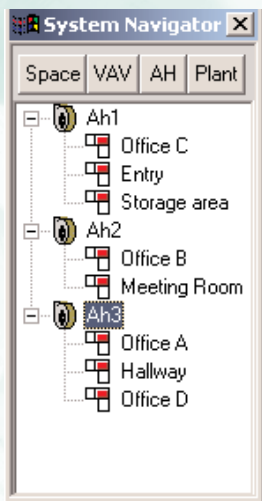 System Navigator
Space VAV AH Plant
Ah1
Office C
Entry
Storage area
Ah2
Office B
Meeting Room
Ah3
Office A
Hallway
Office D